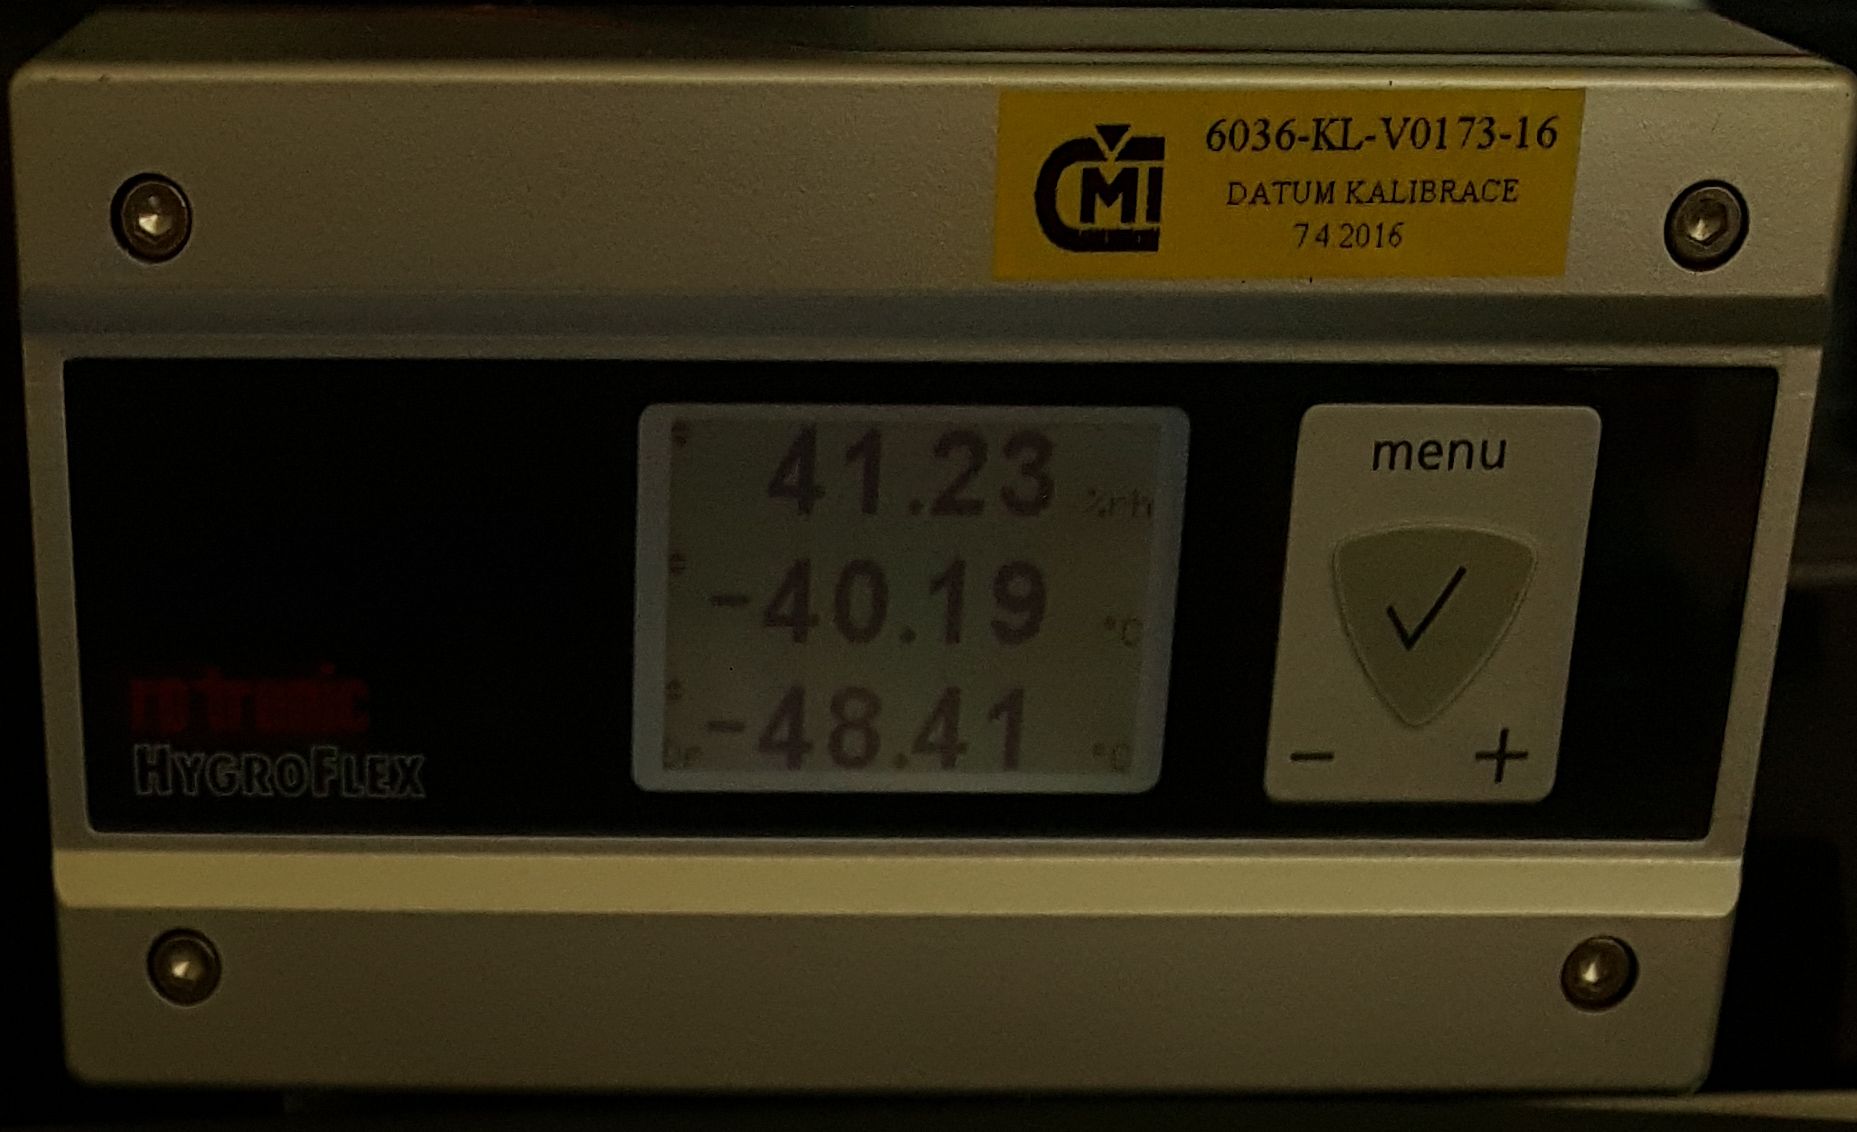 CMI
6036-KL-V0173-16
DATUM KALIBRACE
7 4 2016
41.23 %rh
-40.19 °C
-48.41 °C
menu
- +
rotronic
HYGROFLEX